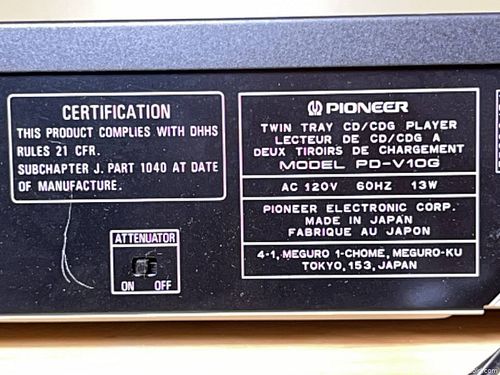 CERTIFICATION
THIS PRODUCT COMPLIES WITH DHHS
RULES 21 CFR.
SUBCHAPTER J. PART 1040 AT DATE
OF MANUFACTURE.
ATTENUATOR
ON OFF
PIONEER
TWIN TRAY CD/CDG PLAYER
LECTEUR DE CD/CDG A
DEUX TIROIRS DE CHARGEMENT
MODEL PD-V10G
AC 120V 60HZ 13W
PIONEER ELECTRONIC CORP.
MADE IN JAPAN
FABRIQUE AU JAPON
4-1, MEGURO 1-CHOME, MEGURO-KU
TOKYO, 153, JAPAN